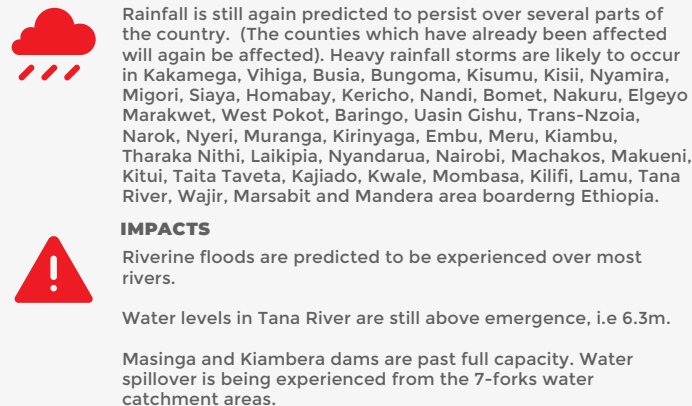 Rainfall is still again predicted to persist over several parts of
the country.  (The counties which have already been affected
will again be affected). Heavy rainfall storms are likely to occur
in Kakamega, Vihiga, Busia, Bungoma, Kisumu, Kisii, Nyamira,
Migori, Siaya, Homabay, Kericho, Nandi, Bomet, Nakuru, Elgeyo
Marakwet, West Pokot, Baringo, Uasin Gishu, Trans-Nzoia,
Narok, Nyeri, Muranga, Kirinyaga, Embu, Meru, Kiambu,
Tharaka Nithi, Laikipia, Nyandarua, Nairobi, Machakos, Makueni,
Kitui, Taita Taveta, Kajiado, Kwale, Mombasa, Kilifi, Lamu, Tana
River, Wajir, Marsabit and Mandera area boarderng Ethiopia.
IMPACTS
Riverine floods are predicted to be experienced over most
rivers.
Water levels in Tana River are still above emergence, i.e 6.3m.
Masinga and Kiambera dams are past full capacity. Water
spillover is being experienced from the 7-forks water
catchment areas.